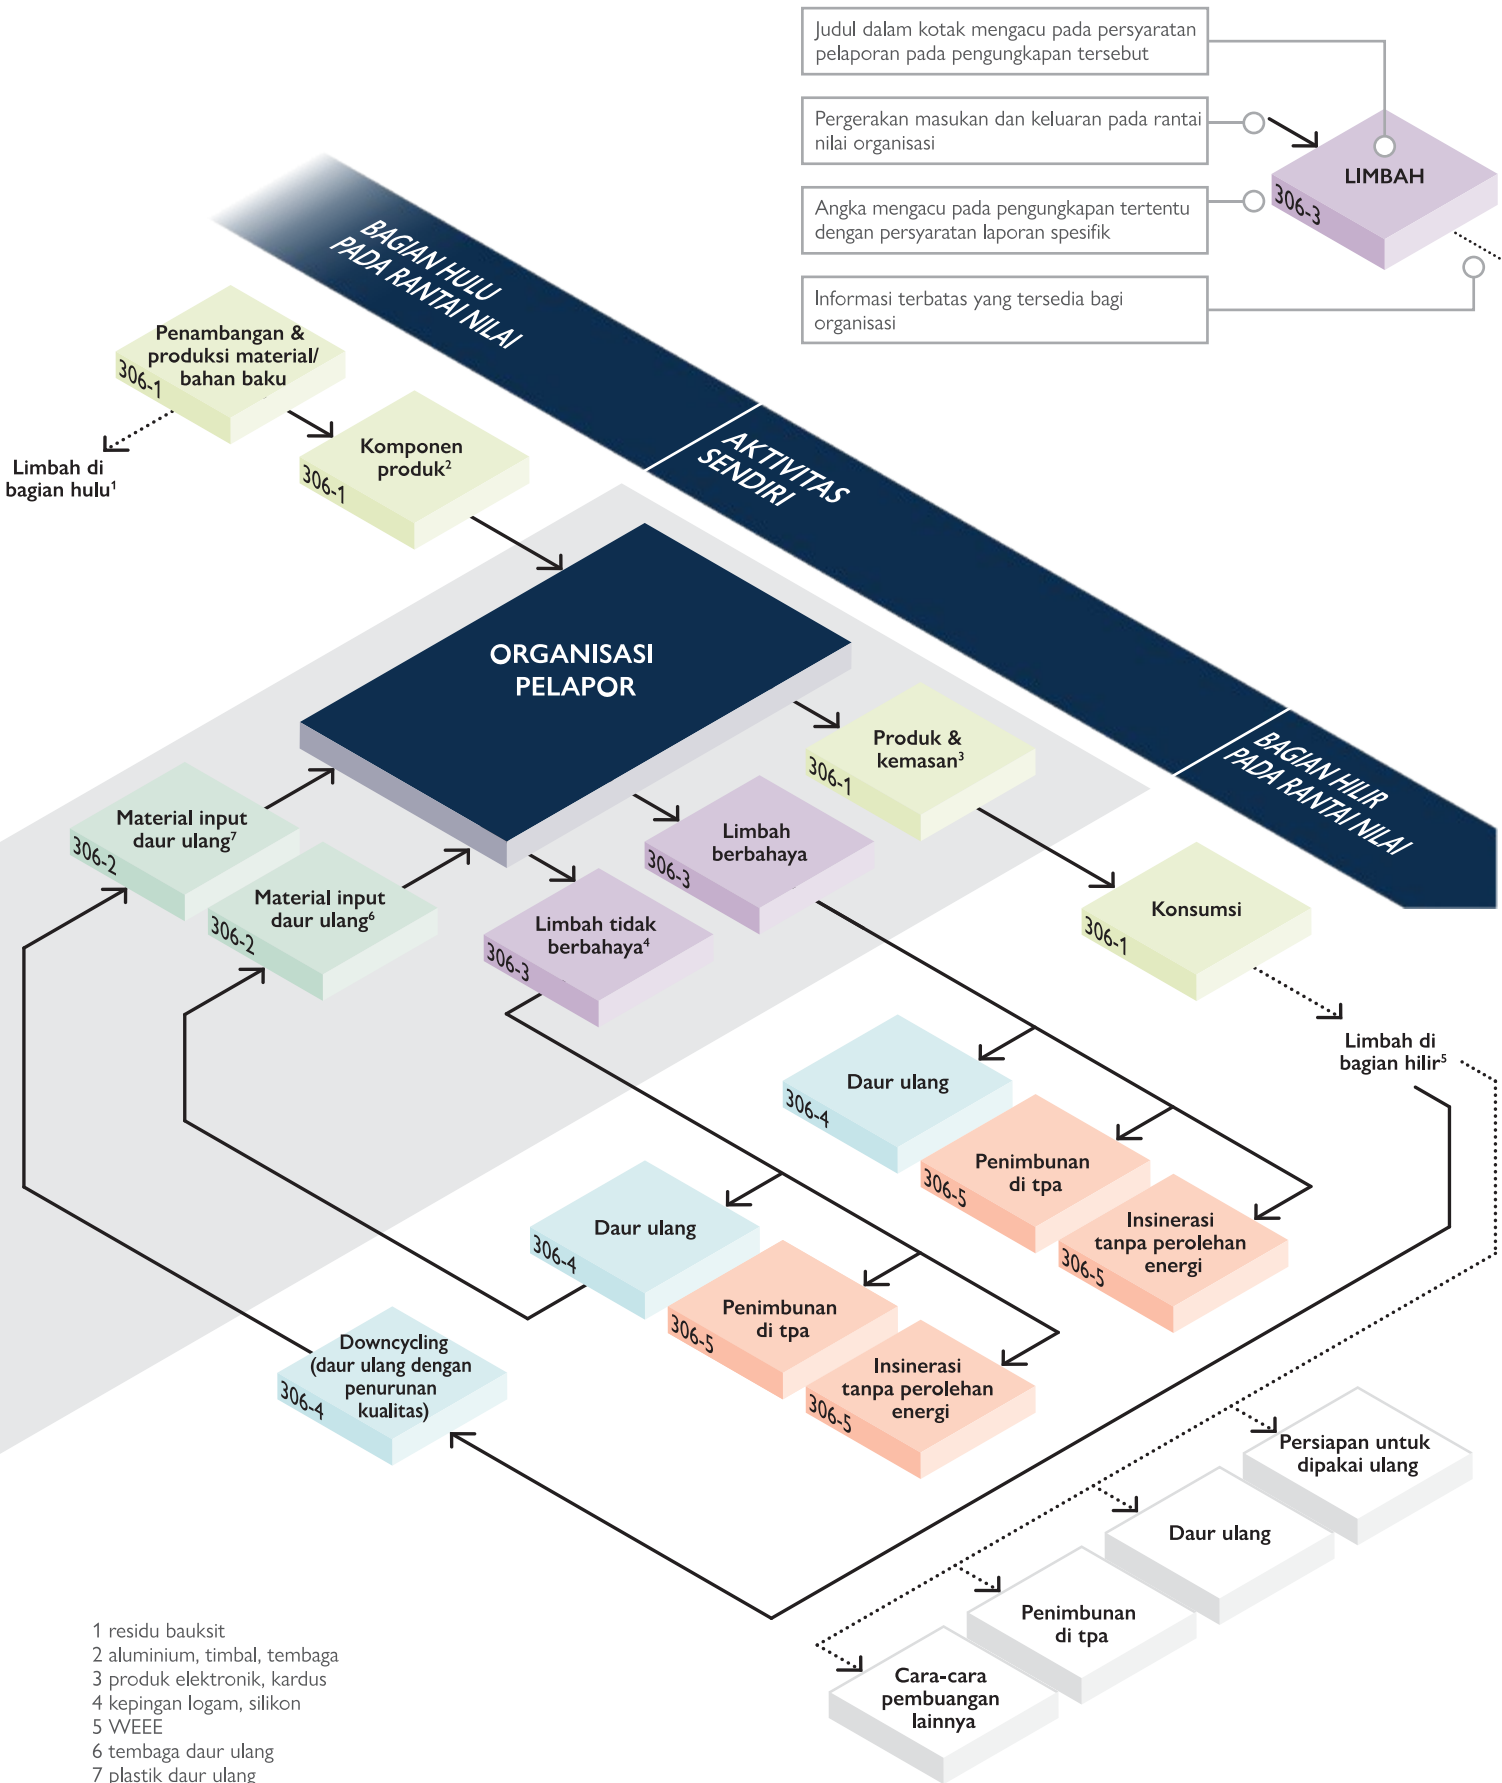 Judul dalam kotak mengacu pada persyaratan
pelaporan pada pengungkapan tersebut
Pergerakan masukan dan keluaran pada rantai
nilai organisasi
Angka mengacu pada pengungkapan tertentu
dengan persyaratan laporan spesifik
Informasi terbatas yang tersedia bagi
organisasi
LIMBAH
306-3
BAGIAN HULU
PADA RANTAI NILAI
AKTIVITAS
SENDIRI
BAGIAN HILIR
PADA RANTAI NILAI
Penambangan &
produksi material/
bahan baku
306-1
Limbah di
bagian hulu¹
Komponen
produk²
306-1
ORGANISASI
PELAPOR
Produk &
kemasan³
306-1
Material input
daur ulang⁷
306-2
Limbah
berbahaya
306-3
Material input
daur ulang⁶
306-2
Limbah tidak
berbahaya⁴
306-3
Konsumsi
306-1
Limbah di
bagian hilir⁵
Daur ulang
306-4
Penimbunan
di tpa
306-5
Insinerasi
tanpa perolehan
energi
306-5
Daur ulang
306-4
Penimbunan
di tpa
306-5
Insinerasi
tanpa perolehan
energi
306-5
Downcycling
(daur ulang dengan
penurunan
kualitas)
306-4
Persiapan untuk
dipakai ulang
Daur ulang
Penimbunan
di tpa
Cara-cara
pembuangan
lainnya
1 residu bauksit
2 aluminium, timbal, tembaga
3 produk elektronik, kardus
4 kepingan logam, silikon
5 WEEE
6 tembaga daur ulang
7 plastik daur ulang